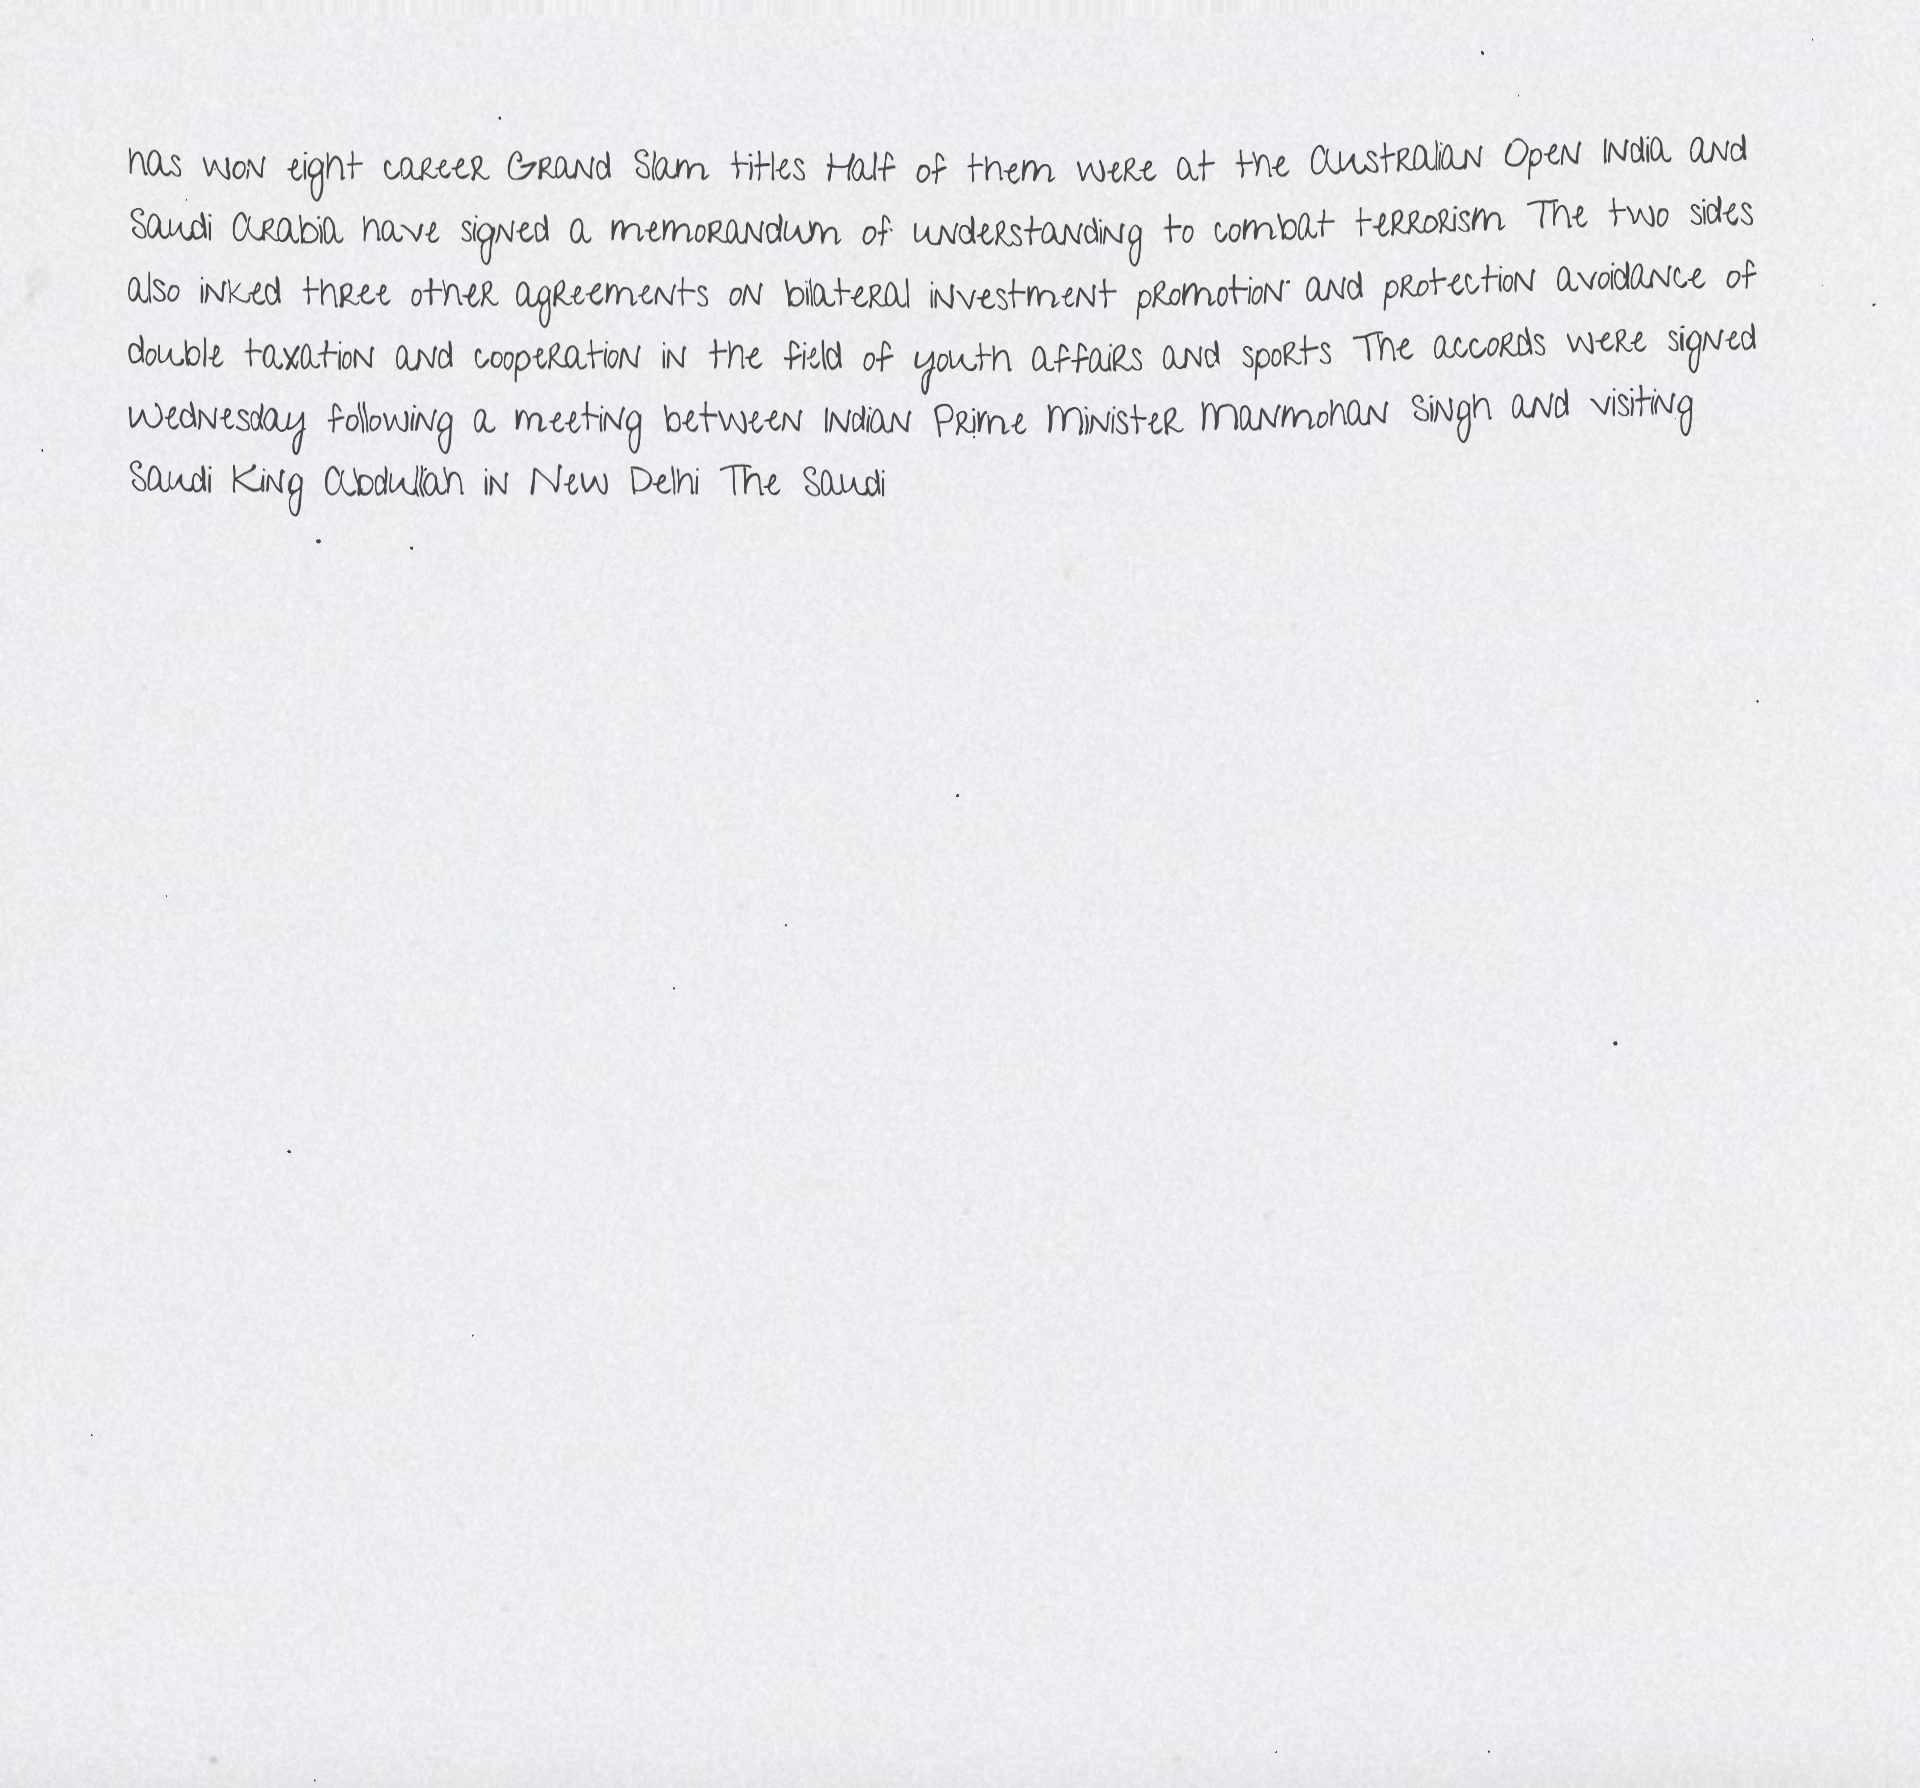 has won eight career Grand Slam titles Half of them were at the Australian Open India and
Saudi Arabia have signed a memorandum of understanding to combat terrorism The two sides
also inked three other agreements on bilateral investment promotion and protection avoidance of
double taxation and cooperation in the field of youth affairs and sports The accords were signed
Wednesday following a meeting between Indian Prime Minister Manmohan Singh and visiting
Saudi King Abdullah in New Delhi The Saudi